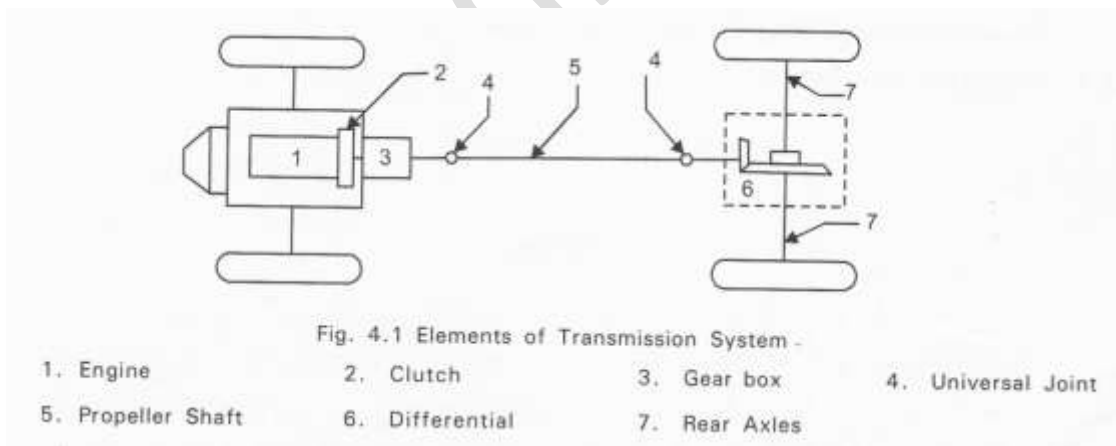 2 4 5 4
7
1 3
6
7
Fig. 4.1 Elements of Transmission System -
1. Engine 2. Clutch 3. Gear box 4. Universal Joint
5. Propeller Shaft 6. Differential 7. Rear Axles